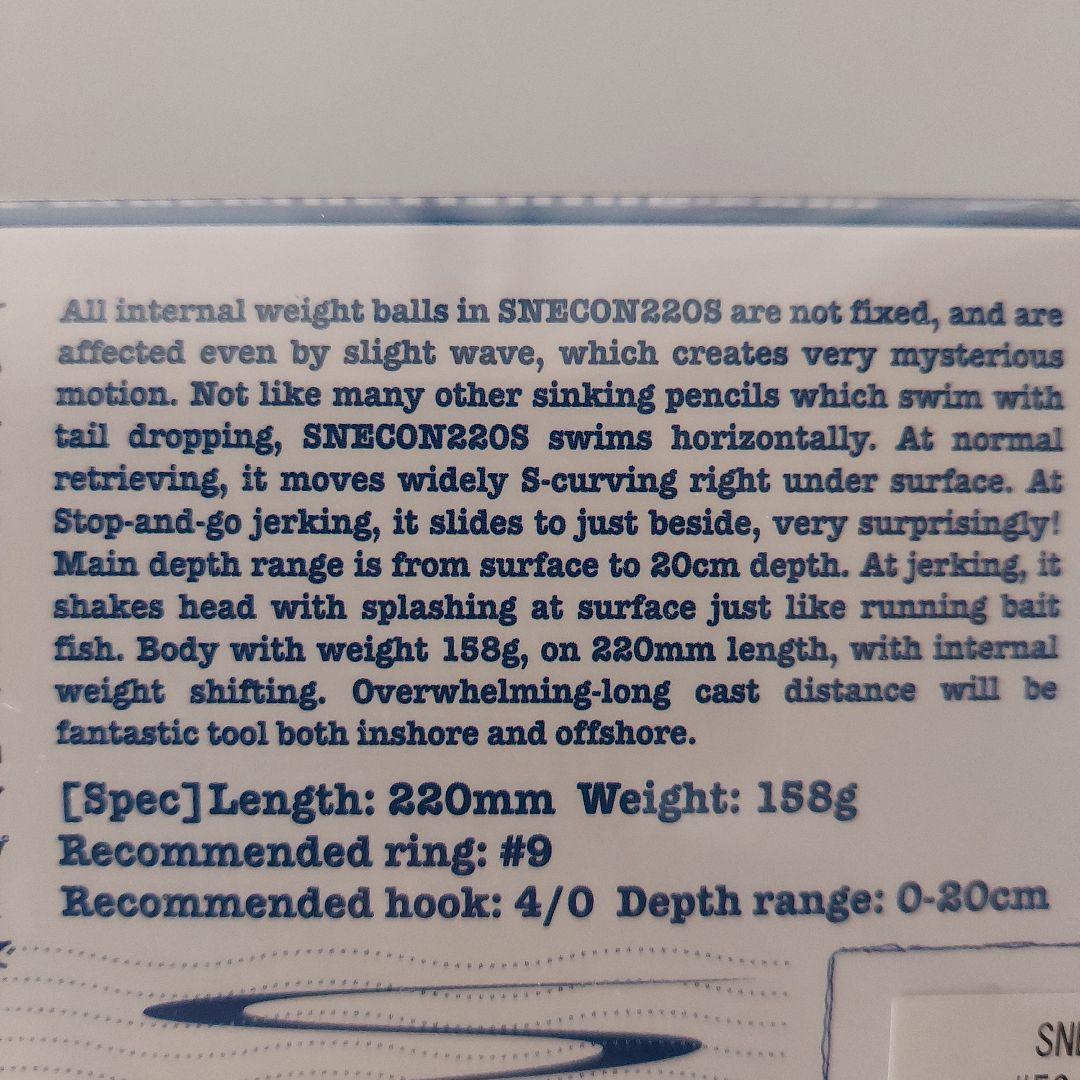 All internal weight balls in SNECON220S are not fixed, and are
affected even by slight wave, which creates very mysterious
motion. Not like many other sinking pencils which swim with
tail dropping, SNECON220S swims horizontally. At normal
retrieving, it moves widely S-curving right under surface. At
Stop-and-go jerking, it slides to just beside, very surprisingly!
Main depth range is from surface to 20cm depth. At jerking, it
shakes head with splashing at surface just like running bait
fish. Body with weight 158g, on 220mm length, with internal
weight shifting. Overwhelming-long cast distance will be
fantastic tool both inshore and offshore.
[Spec] Length: 220mm Weight: 158g
Recommended ring: #9
Recommended hook: 4/0 Depth range: 0-20cm